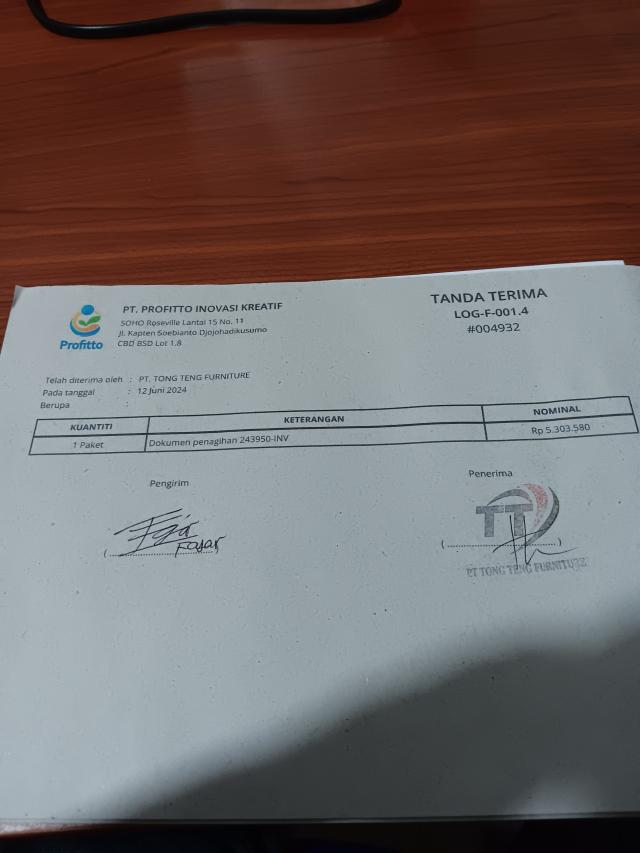 Profitto
PT. PROFITTO INOVASI KREATIF
SOHO Roseville Lantai 15 No. 11
Jl. Kapten Soebianto Djojohadikusumo
CBD BSD Lot 1.8
TANDA TERIMA
LOG-F-001.4
#004932
Telah diterima oleh : PT. TONG TENG FURNITURE
Pada tanggal : 12 Juni 2024
Berupa :
KUANTITI KETERANGAN NOMINAL
1 Paket Dokumen penagihan 243950-INV Rp 5.303.580
Pengirim Penerima
Fajar
TT
(....................) (....................)
PT TONG TENG FURNITURE